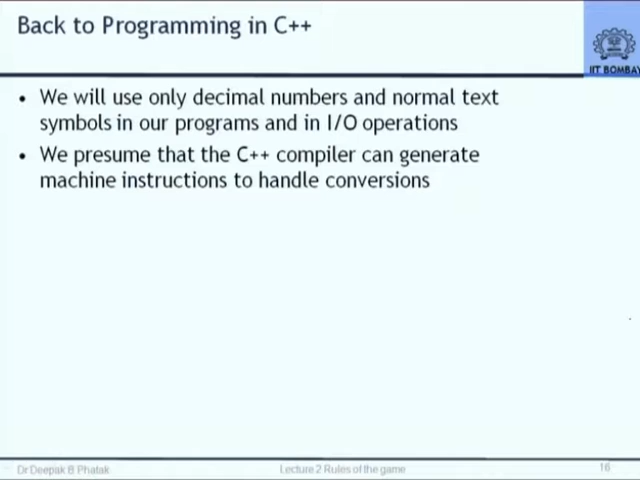 Back to Programming in C++
IIT BOMBAY
• We will use only decimal numbers and normal text
symbols in our programs and in I/O operations
• We presume that the C++ compiler can generate
machine instructions to handle conversions
Dr Deepak B Phatak
Lecture 2 Rules of the game
16